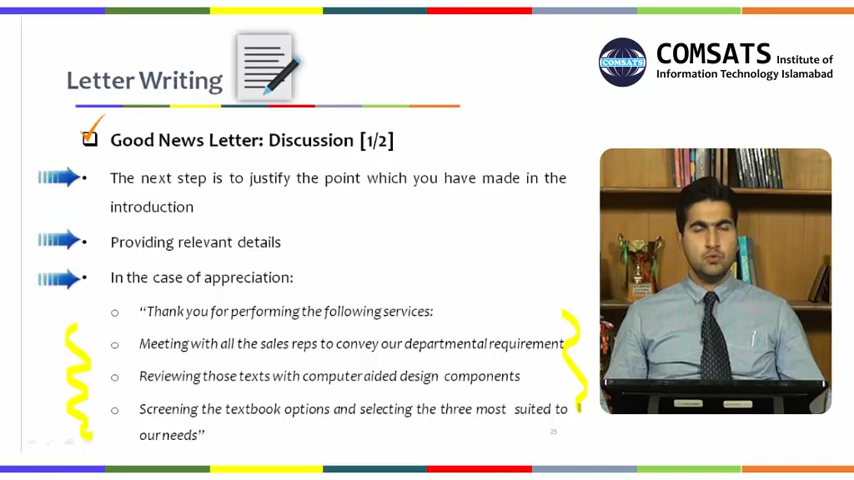 COMSATS Institute of
Information Technology Islamabad
COMSATS
Letter Writing
Good News Letter: Discussion [1/2]
• The next step is to justify the point which you have made in the
introduction
• Providing relevant details
• In the case of appreciation:
o "Thank you for performing the following services:
o Meeting with all the sales reps to convey our departmental requirement
o Reviewing those texts with computer aided design components
o Screening the textbook options and selecting the three most suited to
our needs"
25